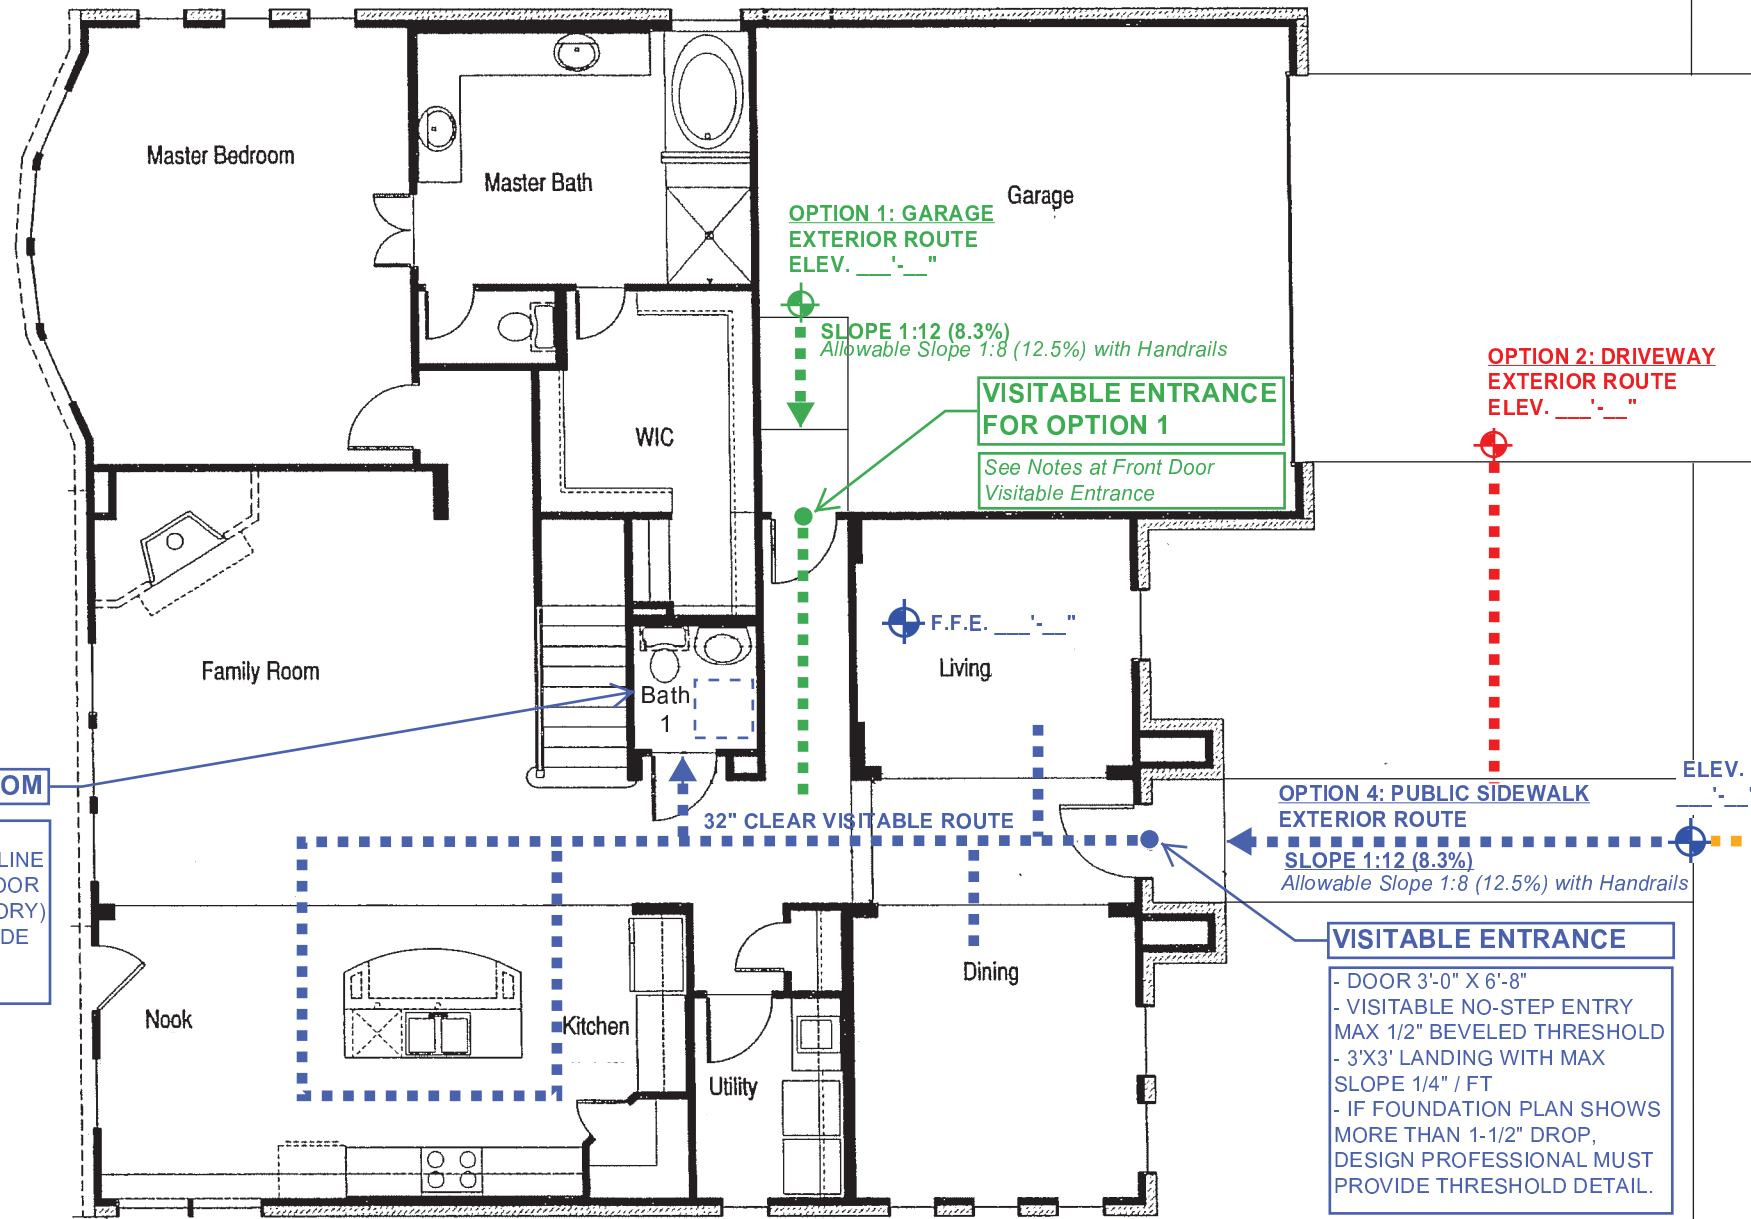 Master Bedroom
Master Bath
Garage
OPTION 1: GARAGE
EXTERIOR ROUTE
ELEV. ___'-__"
SLOPE 1:12 (8.3%)
Allowable Slope 1:8 (12.5%) with Handrails
VISITABLE ENTRANCE
FOR OPTION 1
See Notes at Front Door
Visitable Entrance
OPTION 2: DRIVEWAY
EXTERIOR ROUTE
ELEV. ___'-__"
WIC
F.F.E. ___'-__"
Living
Family Room
Bath
1
OM
LINE
OOR
ORY)
DE
32" CLEAR VISITABLE ROUTE
ELEV.
___'-__"
OPTION 4: PUBLIC SIDEWALK
EXTERIOR ROUTE
SLOPE 1:12 (8.3%)
Allowable Slope 1:8 (12.5%) with Handrails
VISITABLE ENTRANCE
- DOOR 3'-0" X 6'-8"
- VISITABLE NO-STEP ENTRY
MAX 1/2" BEVELED THRESHOLD
- 3'X3' LANDING WITH MAX
SLOPE 1/4" / FT
- IF FOUNDATION PLAN SHOWS
MORE THAN 1-1/2" DROP,
DESIGN PROFESSIONAL MUST
PROVIDE THRESHOLD DETAIL.
Dining
Nook
Kitchen
Utility